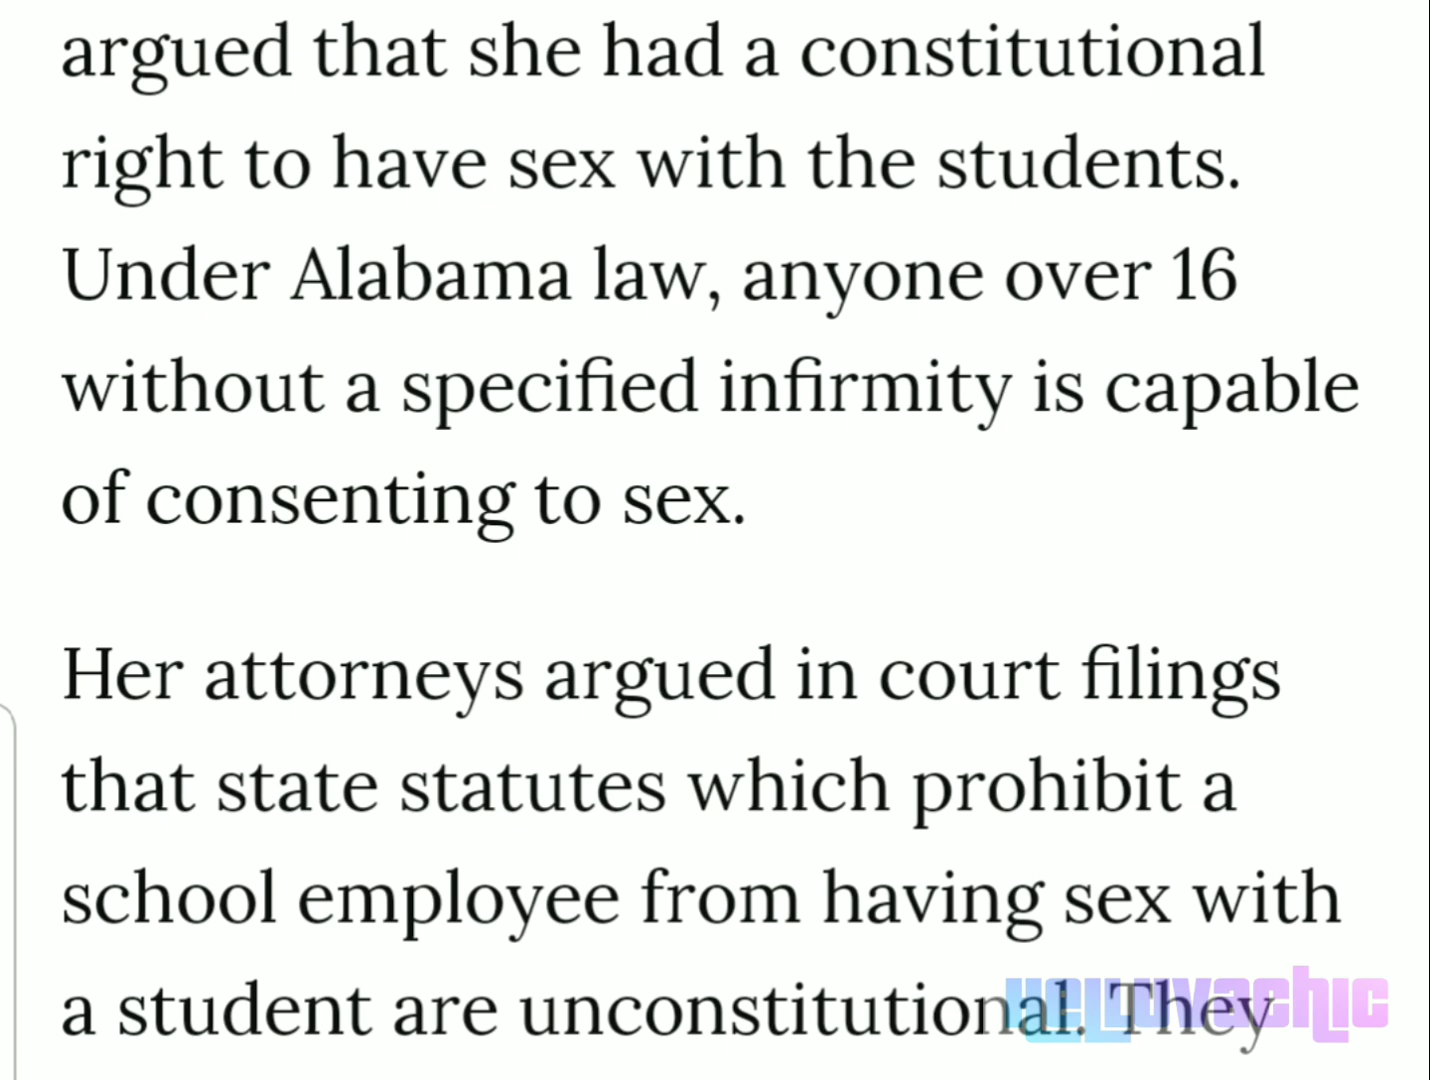 argued that she had a constitutional
right to have sex with the students.
Under Alabama law, anyone over 16
without a specified infirmity is capable
of consenting to sex.
Her attorneys argued in court filings
that state statutes which prohibit a
school employee from having sex with
a student are unconstitutional. They